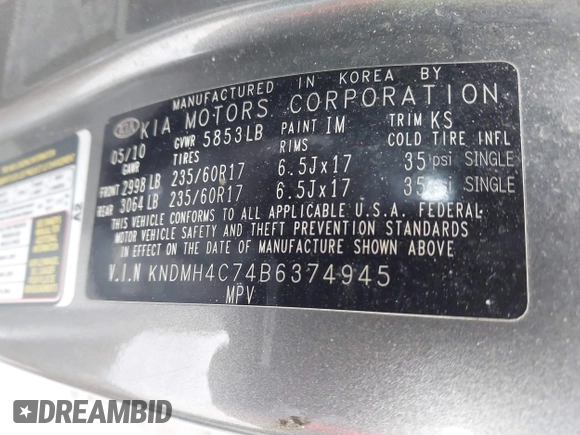 MANUFACTURED IN KOREA BY
KIA KIA MOTORS CORPORATION
05/10 GVWR 5853LB PAINT IM TRIM KS
GAWR TIRES RIMS COLD TIRE INFL
FRONT 2998 LB 235/60R17 6.5Jx17 35 psi SINGLE
REAR 3064 LB 235/60R17 6.5Jx17 35 psi SINGLE
THIS VEHICLE CONFORMS TO ALL APPLICABLE U.S.A. FEDERAL
MOTOR VEHICLE SAFETY AND THEFT PREVENTION STANDARDS
IN EFFECT ON THE DATE OF MANUFACTURE SHOWN ABOVE.
V.I.N KNDMH4C74B6374945
MPV
A2
DREAMBID